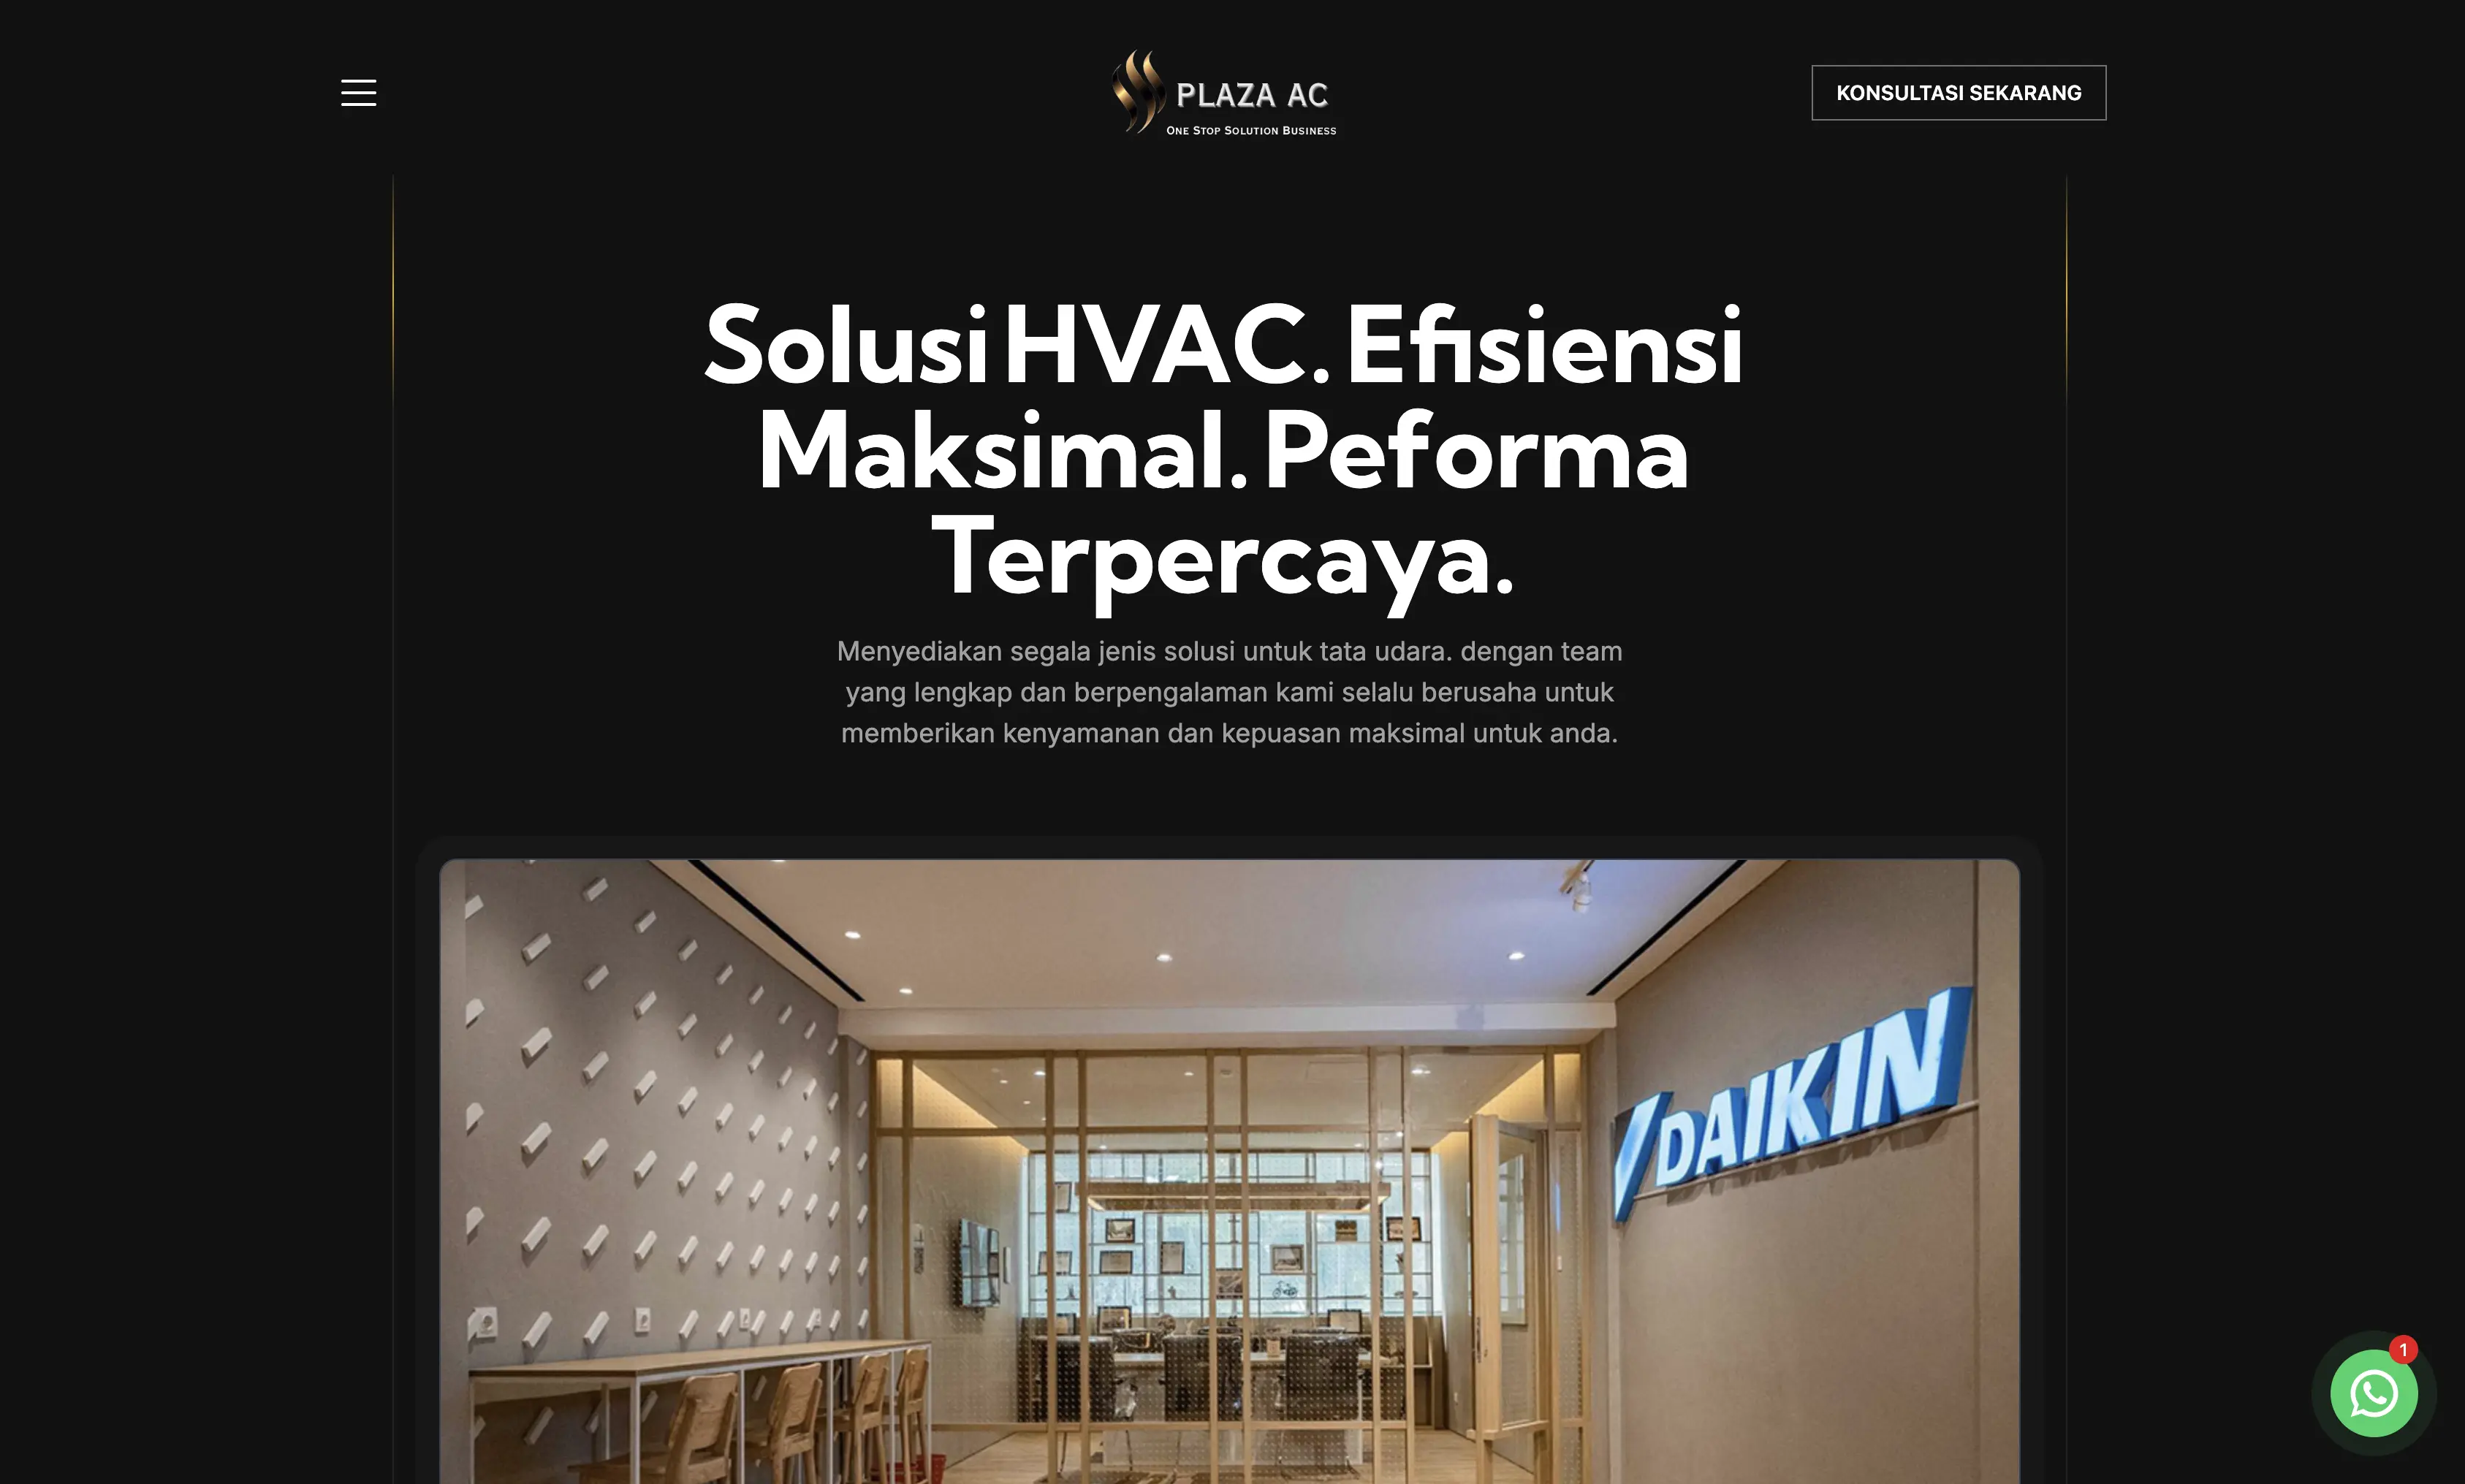 PLAZA AC
ONE STOP SOLUTION BUSINESS
KONSULTASI SEKARANG
Solusi HVAC. Efisiensi
Maksimal. Peforma
Terpercaya.
Menyediakan segala jenis solusi untuk tata udara. dengan team
yang lengkap dan berpengalaman kami selalu berusaha untuk
memberikan kenyamanan dan kepuasan maksimal untuk anda.
DAIKIN
1